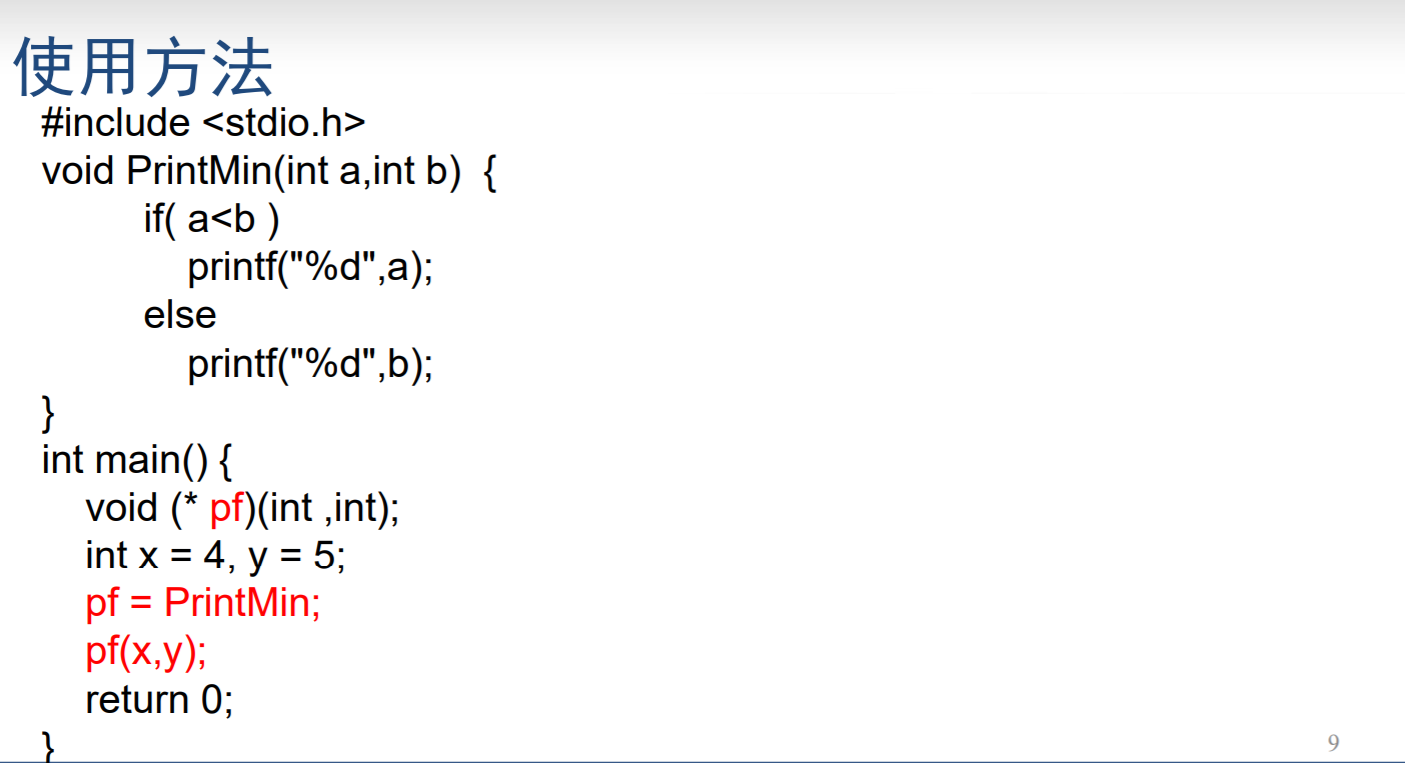 使用方法
#include <stdio.h>
void PrintMin(int a,int b) {
if( a<b )
printf("%d",a);
else
printf("%d",b);
}
int main() {
void (* pf)(int ,int);
int x = 4, y = 5;
pf = PrintMin;
pf(x,y);
return 0;
}
9